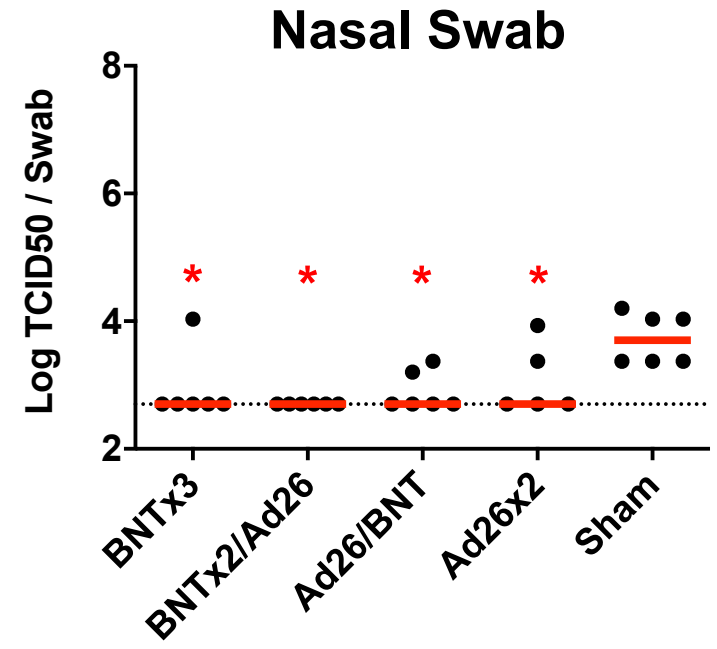 Nasal Swab
Log TCID50 / Swab
8
6
4
2
* * * *
BNTx3
BNTx2/Ad26
Ad26/BNT
Ad26x2
Sham